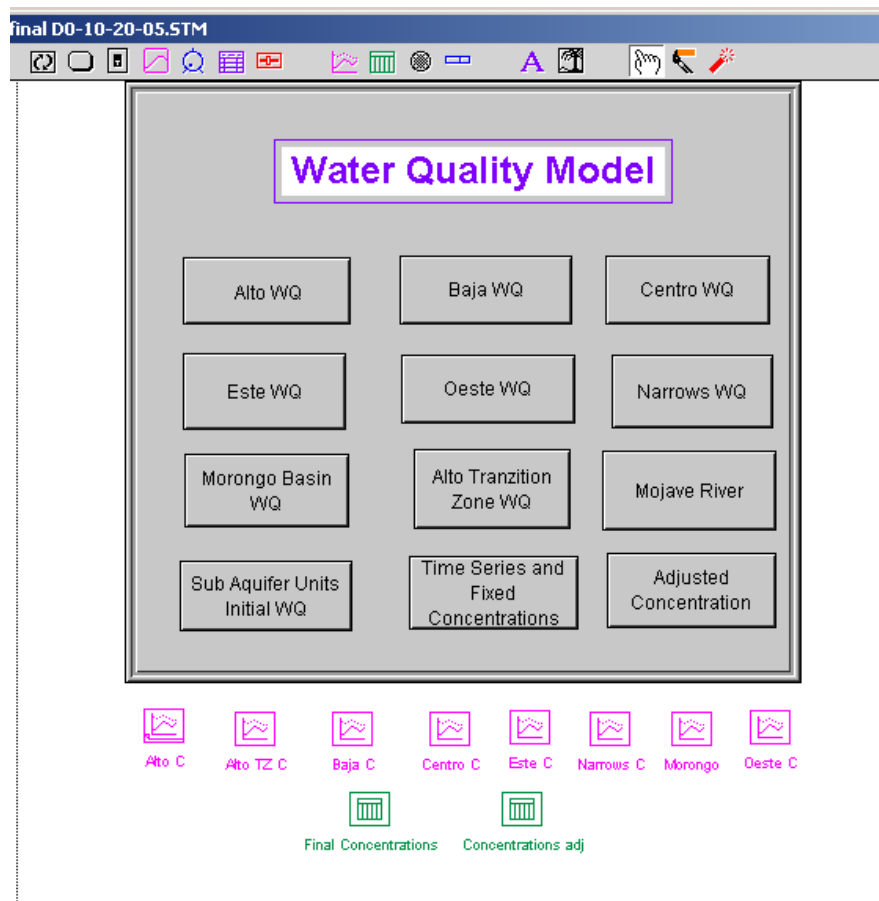 final D0-10-20-05.STM
A
Water Quality Model
Alto WQ
Baja WQ
Centro WQ
Este WQ
Oeste WQ
Narrows WQ
Morongo Basin
WQ
Alto Tranzition
Zone WQ
Mojave River
Sub Aquifer Units
Initial WQ
Time Series and
Fixed
Concentrations
Adjusted
Concentration
Alto C
Alto TZ C
Baja C
Centro C
Este C
Narrows C
Morongo
Oeste C
Final Concentrations
Concentrations adj